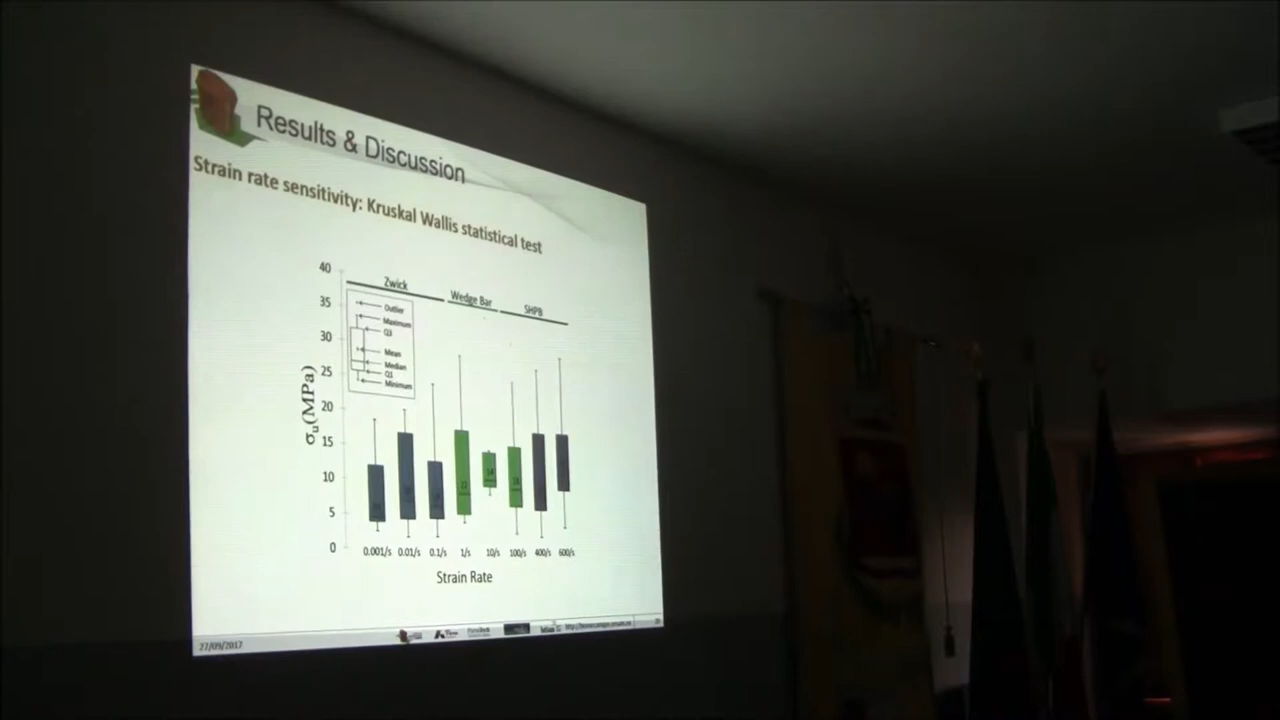 Results & Discussion
Strain rate sensitivity: Kruskal Wallis statistical test
40
35
30
25
20
15
10
5
0
σu(MPa)
Zwick
Wedge Bar
SHPB
Outlier
Maximum
Q3
Mean
Median
Q1
Minimum
0.001/s 0.01/s 0.1/s 1/s 10/s 100/s 400/s 600/s
Strain Rate
27/09/2017